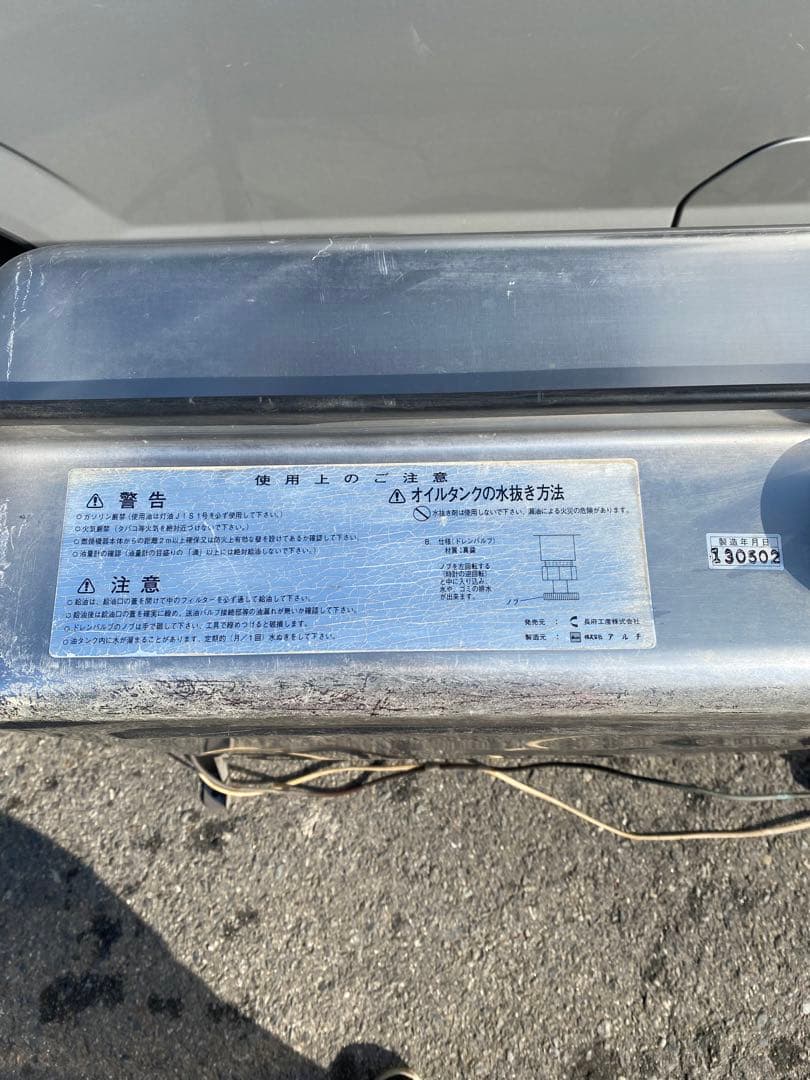 使用上のご注意
⚠ 警告
○ガソリン厳禁(使用油は灯油JIS1号を必ず使用して下さい。)
○火気厳禁(タバコ等火気を絶対近づけないで下さい。)
○燃焼機器本体からの距離2m以上確保又は防火上有効な壁を設けてあるか確認して下さい。
○油量計の確認(油量計の目盛りの「満」以上には絶対給油しないで下さい。)
⚠ 注意
○給油は、給油口の蓋を開けて中のフィルターを必ず通して給油して下さい。
○給油後は給油口の蓋を確実に締め、送油バルブ接続部等の油漏れが無いか確認して下さい。
○ドレンバルブのノブは手で廻して下さい、工具で締めつけると破損します。
○油タンク内に水が溜まることがあります、定期的(月/1回)水ぬきをして下さい。
⚠ オイルタンクの水抜き方法
水抜き剤は使用しないで下さい、漏油による火災の危険があります。
仕様(ドレンバルブ)
材質:真鍮
ノブを左回転する
(時計の逆回転)
と中に入り込み、
水や、ゴミの排水
が出来ます。
ノブ
発売元: 長府工産株式会社
製造元: 株式会社 アルチ
製造年月日
130502